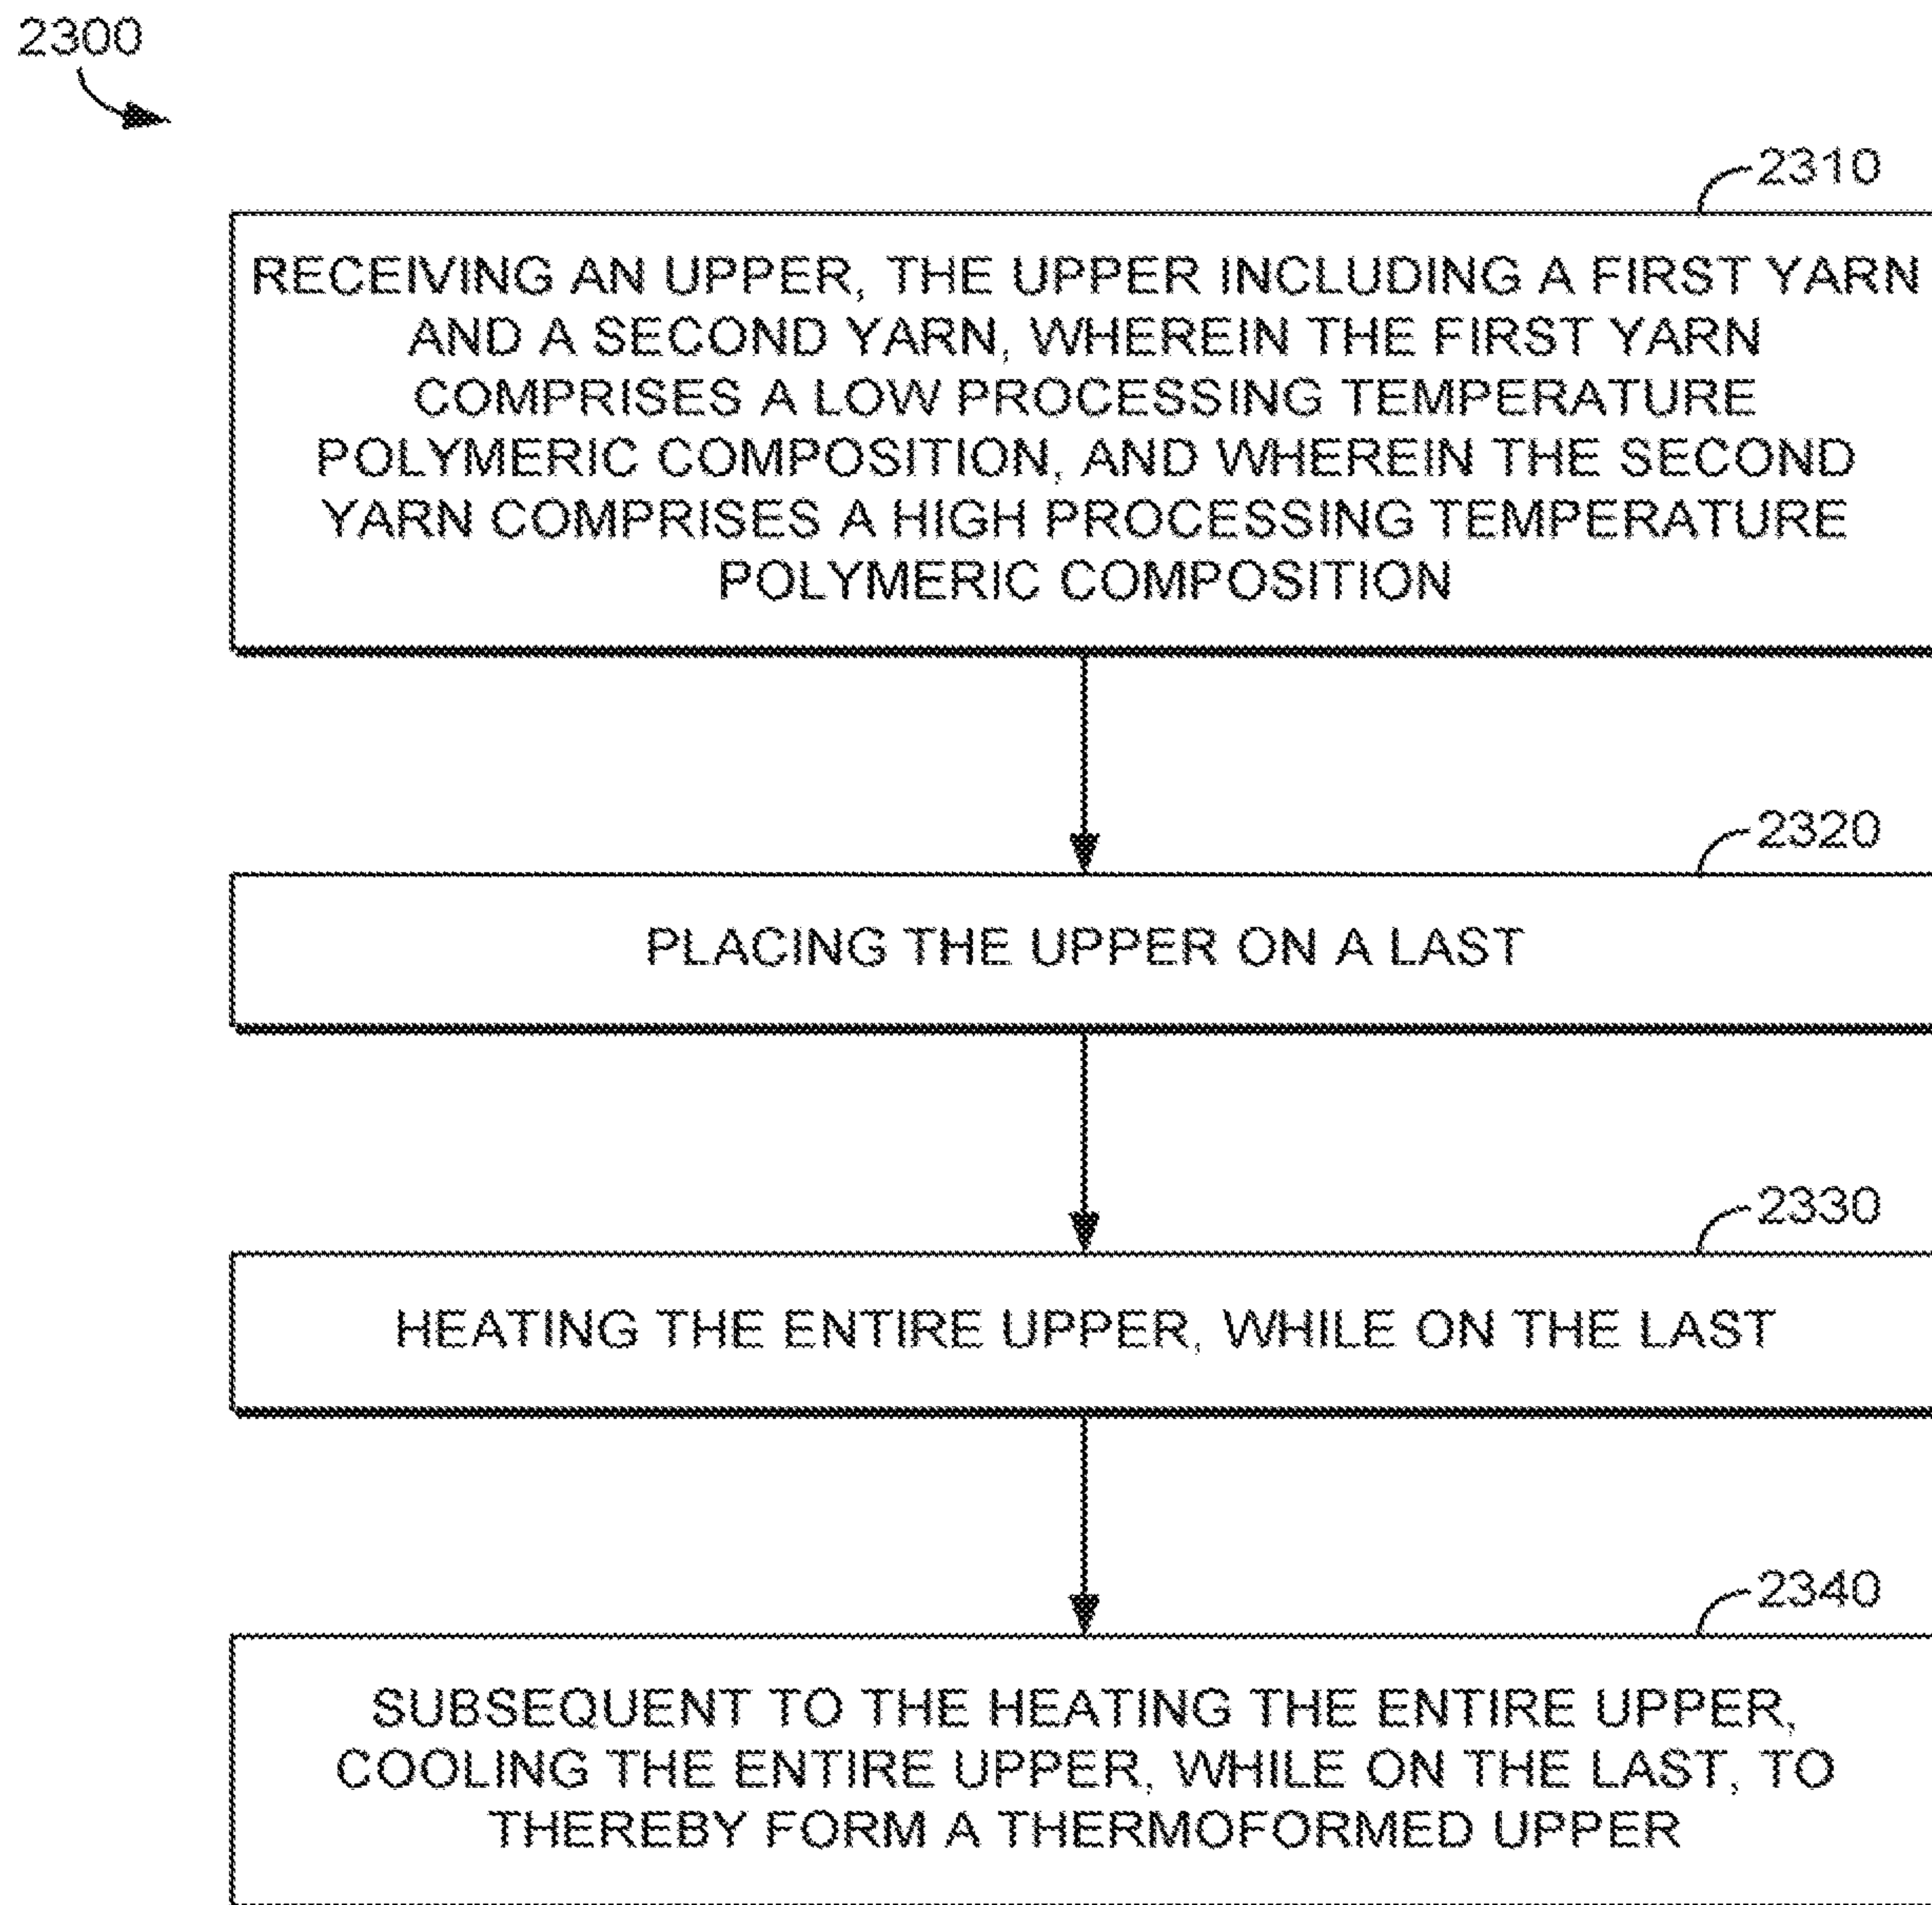 2300
2310
RECEIVING AN UPPER, THE UPPER INCLUDING A FIRST YARN
AND A SECOND YARN, WHEREIN THE FIRST YARN
COMPRISES A LOW PROCESSING TEMPERATURE
POLYMERIC COMPOSITION, AND WHEREIN THE SECOND
YARN COMPRISES A HIGH PROCESSING TEMPERATURE
POLYMERIC COMPOSITION
2320
PLACING THE UPPER ON A LAST
2330
HEATING THE ENTIRE UPPER, WHILE ON THE LAST
2340
SUBSEQUENT TO THE HEATING THE ENTIRE UPPER,
COOLING THE ENTIRE UPPER, WHILE ON THE LAST, TO
THEREBY FORM A THERMOFORMED UPPER